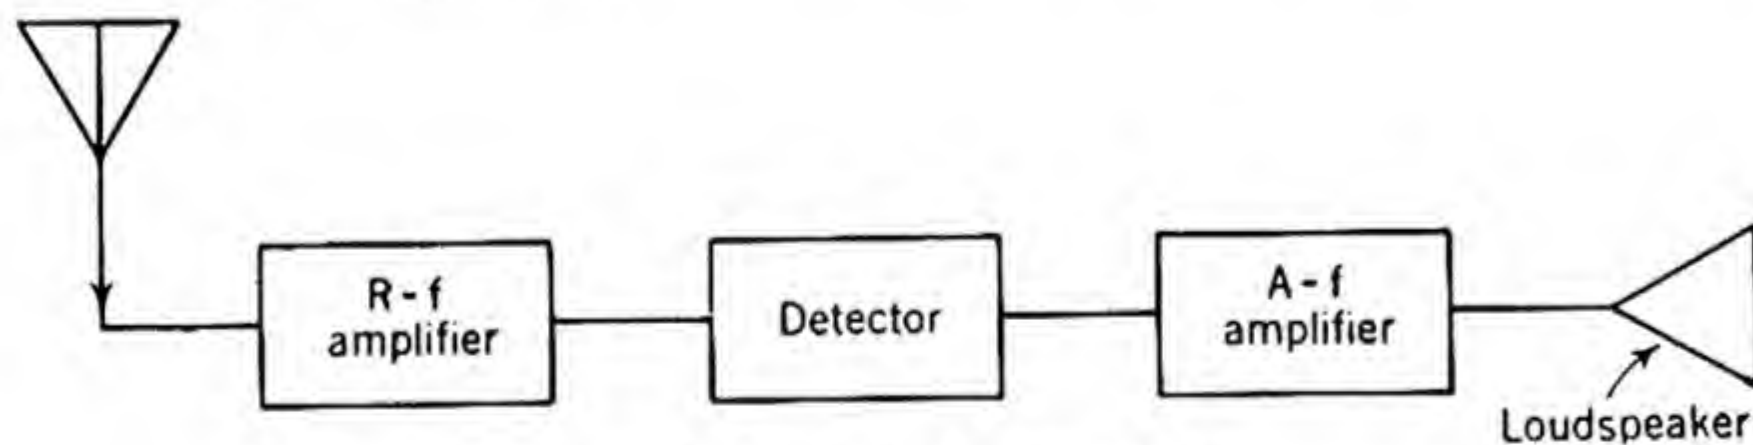 R-f
amplifier
Detector
A-f
amplifier
Loudspeaker